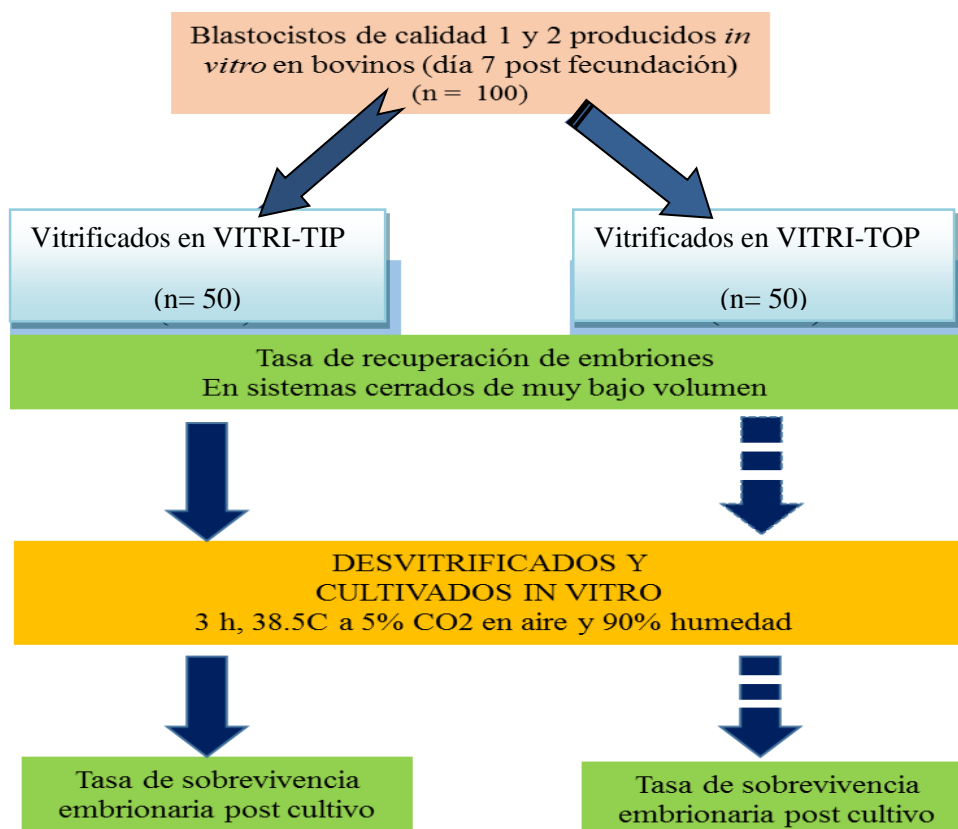 Blastocistos de calidad 1 y 2 producidos in
vitro en bovinos (día 7 post fecundación)
(n = 100)
Vitrificados en VITRI-TIP
(n= 50)
Vitrificados en VITRI-TOP
(n= 50)
Tasa de recuperación de embriones
En sistemas cerrados de muy bajo volumen
DESVITRIFICADOS Y
CULTIVADOS IN VITRO
3 h, 38.5C a 5% CO2 en aire y 90% humedad
Tasa de sobrevivencia
embrionaria post cultivo
Tasa de sobrevivencia
embrionaria post cultivo